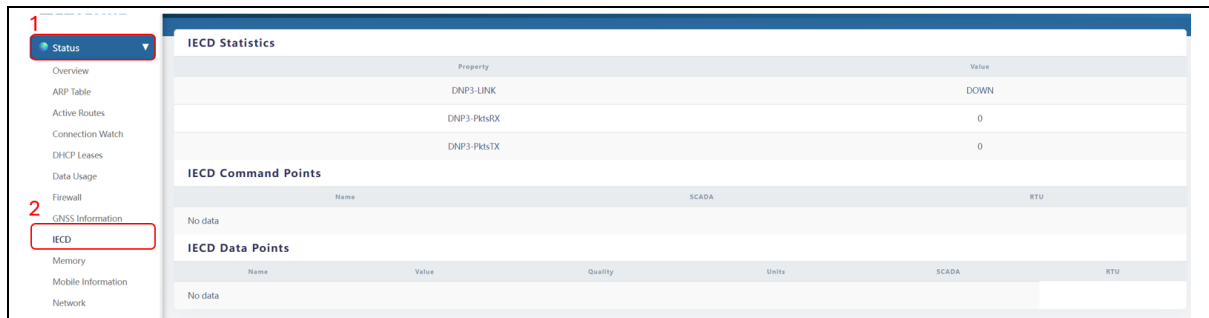 1
Status
Overview
ARP Table
Active Routes
Connection Watch
DHCP Leases
Data Usage
Firewall
2
GNSS Information
IECD
Memory
Mobile Information
Network
IECD Statistics
Property Value
DNP3-LINK DOWN
DNP3-PktsRX 0
DNP3-PktsTX 0
IECD Command Points
Name SCADA RTU
No data
IECD Data Points
Name Value Quality Units SCADA RTU
No data